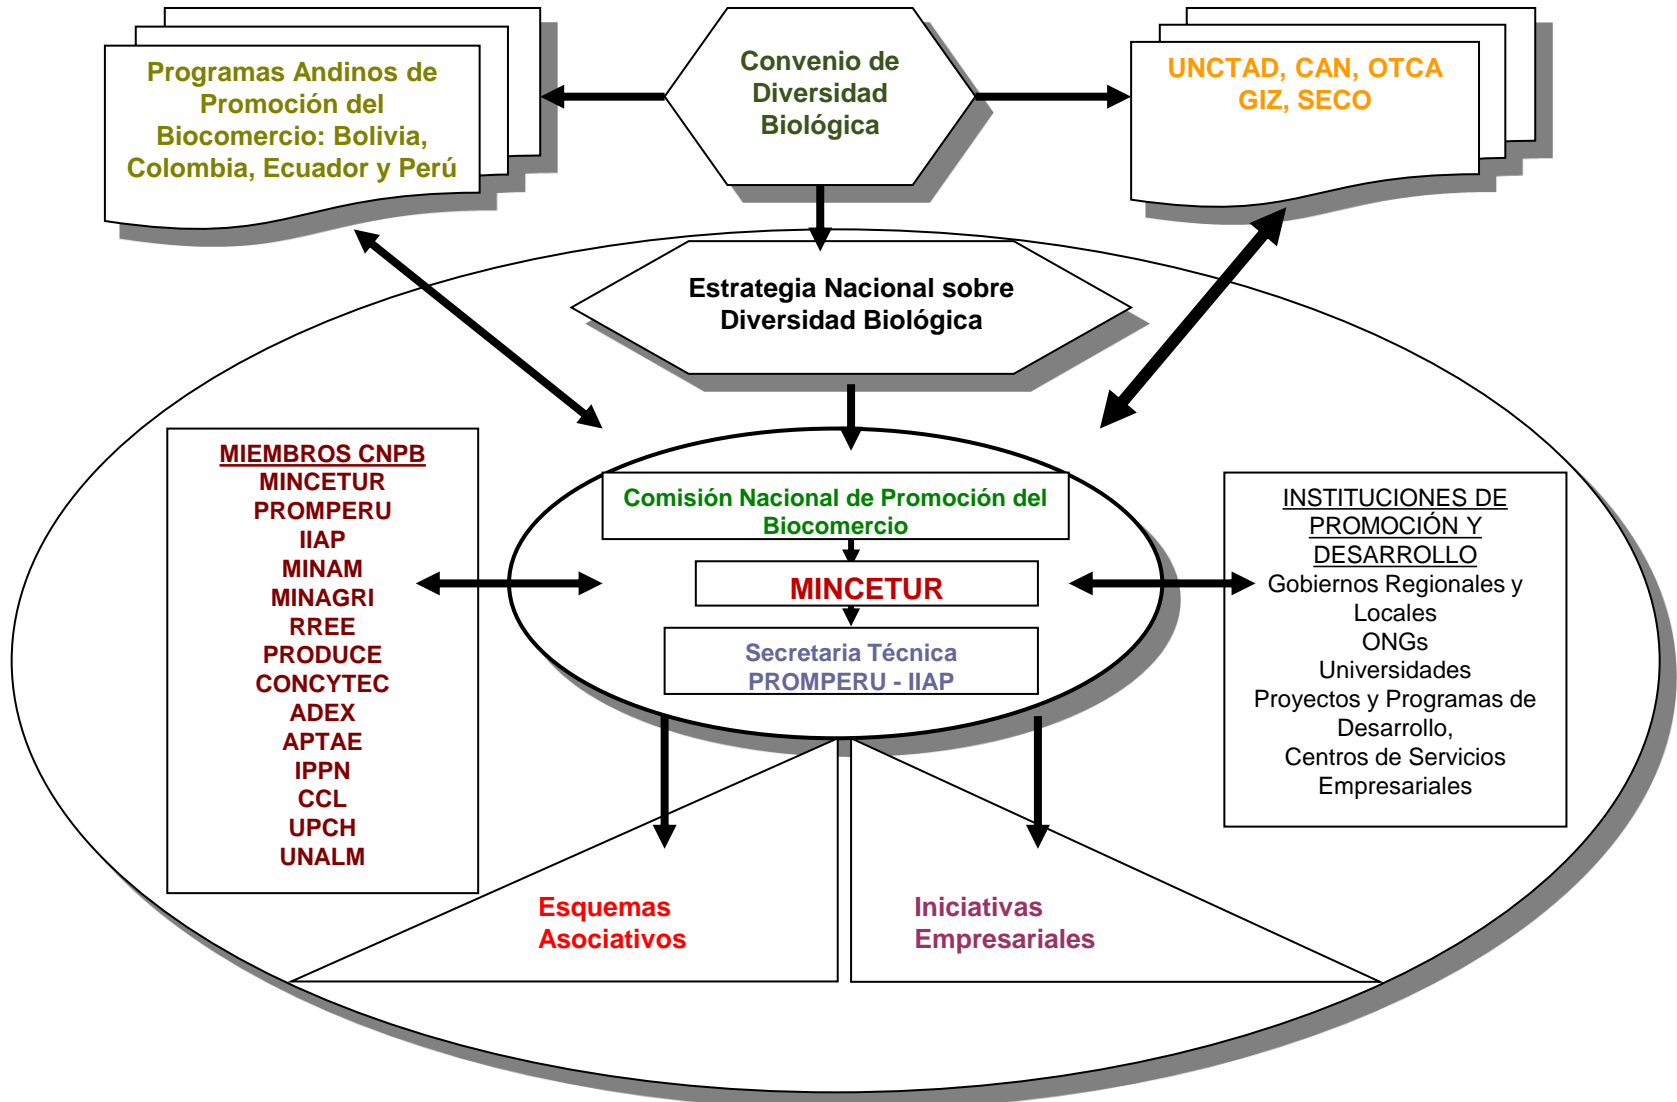 Programas Andinos de
Promoción del
Biocomercio: Bolivia,
Colombia, Ecuador y Perú
Convenio de
Diversidad
Biológica
UNCTAD, CAN, OTCA
GIZ, SECO
Estrategia Nacional sobre
Diversidad Biológica
MIEMBROS CNPB
MINCETUR
PROMPERU
IIAP
MINAM
MINAGRI
RREE
PRODUCE
CONCYTEC
ADEX
APTAE
IPPN
CCL
UPCH
UNALM
Comisión Nacional de Promoción del
Biocomercio
MINCETUR
Secretaria Técnica
PROMPERU - IIAP
INSTITUCIONES DE
PROMOCIÓN Y
DESARROLLO
Gobiernos Regionales y
Locales
ONGs
Universidades
Proyectos y Programas de
Desarrollo,
Centros de Servicios
Empresariales
Esquemas
Asociativos
Iniciativas
Empresariales